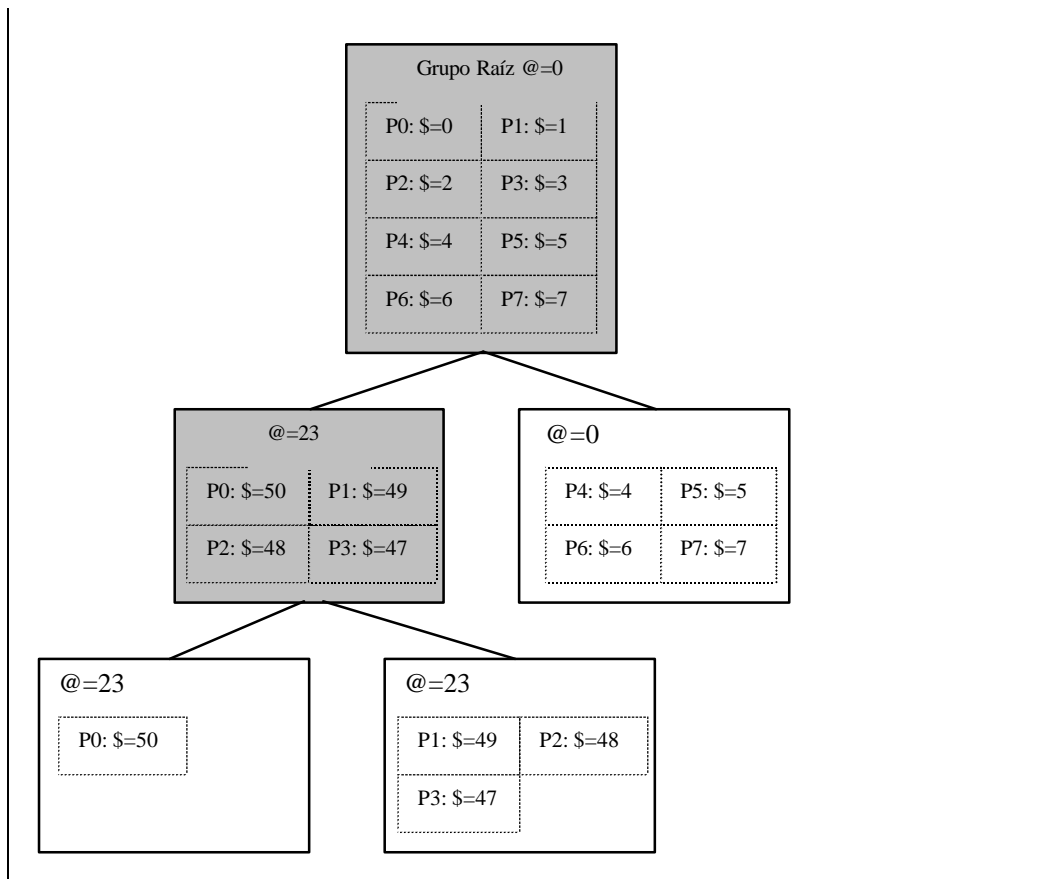 Grupo Raíz @=0
P0: $=0 P1: $=1
P2: $=2 P3: $=3
P4: $=4 P5: $=5
P6: $=6 P7: $=7
@=23
P0: $=50 P1: $=49
P2: $=48 P3: $=47
@=0
P4: $=4 P5: $=5
P6: $=6 P7: $=7
@=23
P0: $=50
@=23
P1: $=49 P2: $=48
P3: $=47